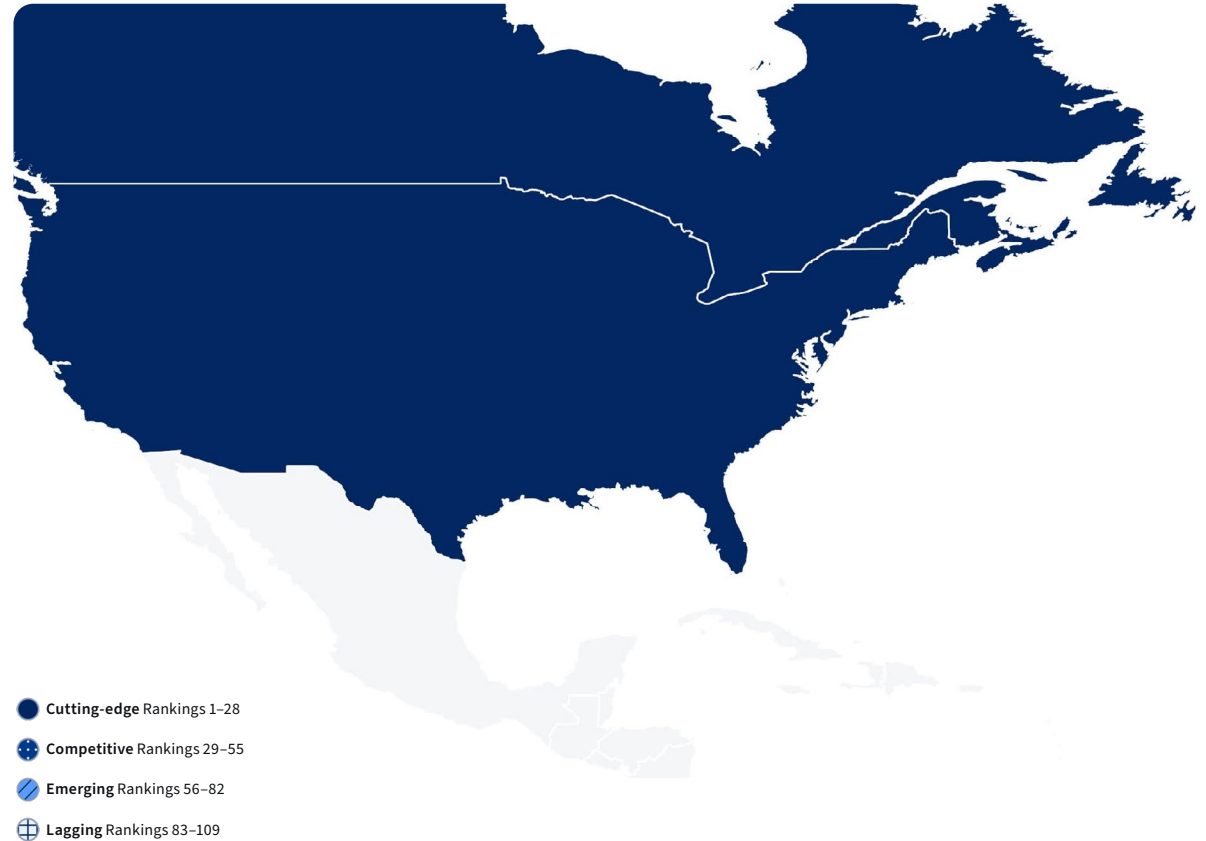 Cutting-edge Rankings 1–28
Competitive Rankings 29–55
Emerging Rankings 56–82
Lagging Rankings 83–109